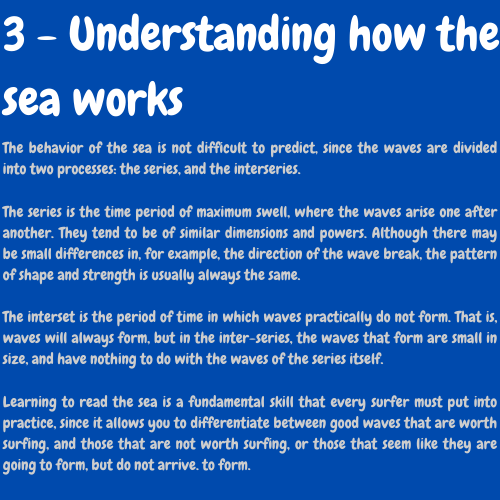 3 - Understanding how the
sea works
The behavior of the sea is not difficult to predict, since the waves are divided
into two processes: the series, and the interseries.
The series is the time period of maximum swell, where the waves arise one after
another. They tend to be of similar dimensions and powers. Although there may
be small differences in, for example, the direction of the wave break, the pattern
of shape and strength is usually always the same.
The interset is the period of time in which waves practically do not form. That is,
waves will always form, but in the inter-series, the waves that form are small in
size, and have nothing to do with the waves of the series itself.
Learning to read the sea is a fundamental skill that every surfer must put into
practice, since it allows you to differentiate between good waves that are worth
surfing, and those that are not worth surfing, or those that seem like they are
going to form, but do not arrive. to form.